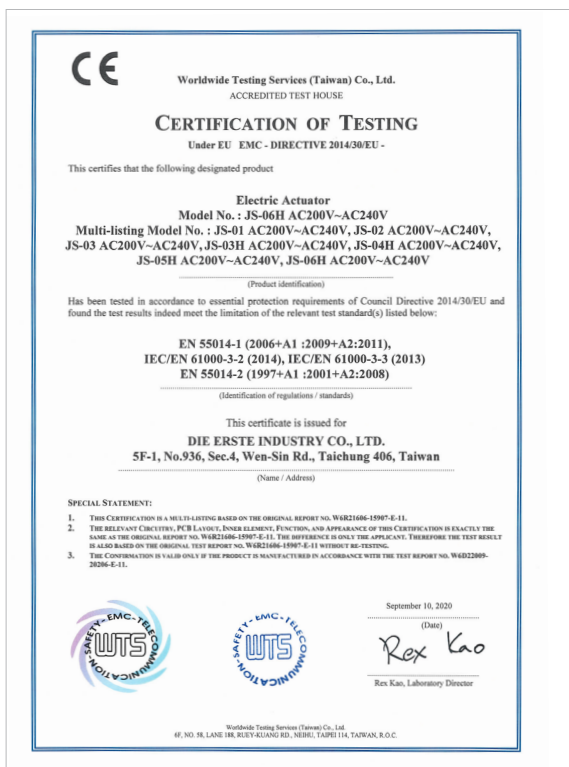 CE
Worldwide Testing Services (Taiwan) Co., Ltd.
ACCREDITED TEST HOUSE
CERTIFICATION OF TESTING
Under EU EMC - DIRECTIVE 2014/30/EU -
This certifies that the following designated product
Electric Actuator
Model No. : JS-06H AC200V~AC240V
Multi-listing Model No. : JS-01 AC200V~AC240V, JS-02 AC200V~AC240V,
JS-03 AC200V~AC240V, JS-03H AC200V~AC240V, JS-04H AC200V~AC240V,
JS-05H AC200V~AC240V, JS-06H AC200V~AC240V
(Product identification)
Has been tested in accordance to essential protection requirements of Council Directive 2014/30/EU and
found the test results indeed meet the limitation of the relevant test standard(s) listed below:
EN 55014-1 (2006+A1 :2009+A2:2011),
IEC/EN 61000-3-2 (2014), IEC/EN 61000-3-3 (2013)
EN 55014-2 (1997+A1 :2001+A2:2008)
(Identification of regulations / standards)
This certificate is issued for
DIE ERSTE INDUSTRY CO., LTD.
5F-1, No.936, Sec.4, Wen-Sin Rd., Taichung 406, Taiwan
(Name / Address)
SPECIAL STATEMENT:
1. THIS CERTIFICATION IS A MULTI-LISTING BASED ON THE ORIGINAL REPORT NO. W6R21606-15907-E-11.
2. THE RELEVANT CIRCUITRY, PCB LAYOUT, INNER ELEMENT, FUNCTION, AND APPEARANCE OF THIS CERTIFICATION IS EXACTLY THE
SAME AS THE ORIGINAL REPORT NO. W6R21606-15907-E-11. THE DIFFERENCE IS ONLY THE APPLICANT. THEREFORE THE TEST RESULT
IS ALSO BASED ON THE ORIGINAL TEST REPORT NO. W6R21606-15907-E-11 WITHOUT RE-TESTING.
3. THE CONFIRMATION IS VALID ONLY IF THE PRODUCT IS MANUFACTURED IN ACCORDANCE WITH THE TEST REPORT NO. W6D22009-
20206-E-11.
SAFETY-EMC-TELECOMMUNICATION
WTS
SAFETY-EMC-TELECOMMUNICATION
WTS
September 10, 2020
(Date)
Rex Kao
Rex Kao, Laboratory Director
Worldwide Testing Services (Taiwan) Co., Ltd.
6F, NO. 58, LANE 188, RUEY-KUANG RD., NEIHU, TAIPEI 114, TAIWAN, R.O.C.